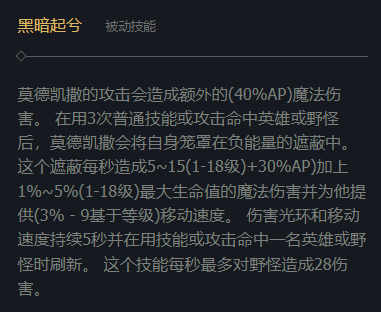 黑暗起兮 被动技能
莫德凯撒的攻击会造成额外的(40%AP)魔法伤
害。 在用3次普通技能或攻击命中英雄或野怪
后，莫德凯撒会将自身笼罩在负能量的遮蔽中。
这个遮蔽每秒造成5~15(1-18级)+30%AP)加上
1%~5%(1-18级)最大生命值的魔法伤害并为他提
供(3% - 9基于等级)移动速度。 伤害光环和移动
速度持续5秒并在用技能或攻击命中一名英雄或野
怪时刷新。 这个技能每秒最多对野怪造成28伤
害。